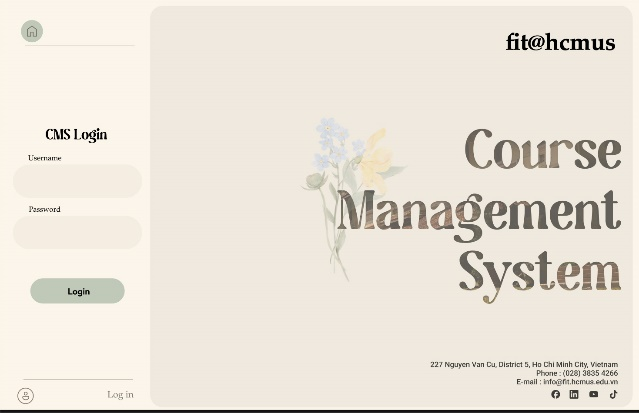 fit@hcmus
CMS Login
Username
Password
Login
Log in
Course
Management
System
227 Nguyen Van Cu, District 5, Ho Chi Minh City, Vietnam
Phone : (028) 3835 4266
E-mail : info@fit.hcmus.edu.vn